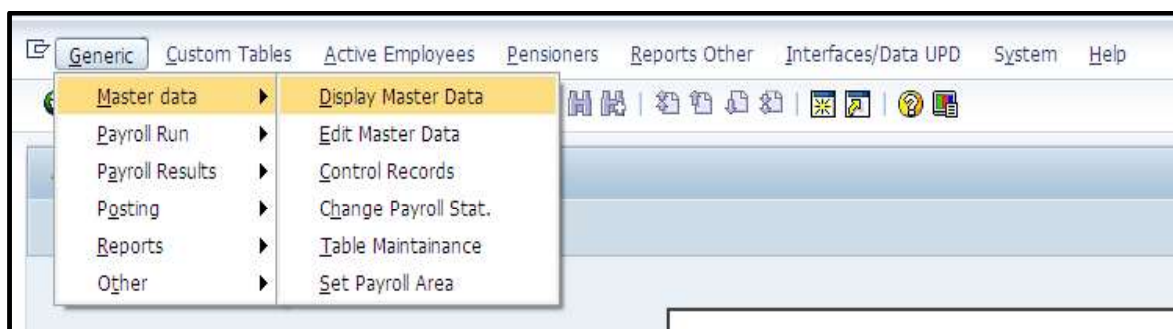 Generic Custom Tables Active Employees Pensioners Reports Other Interfaces/Data UPD System Help
Master data Display Master Data
Payroll Run Edit Master Data
Payroll Results Control Records
Posting Change Payroll Stat.
Reports Table Maintainance
Other Set Payroll Area